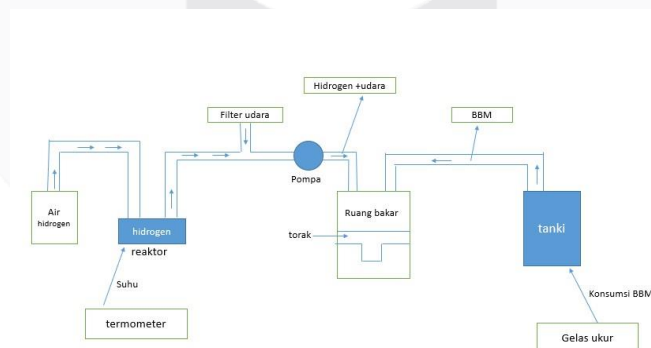 Hidrogen +udara
Filter udara
BBM
Pompa
Air
hidrogen
hidrogen
reaktor
Ruang bakar
torak
tanki
Suhu
Konsumsi BBM
termometer
Gelas ukur